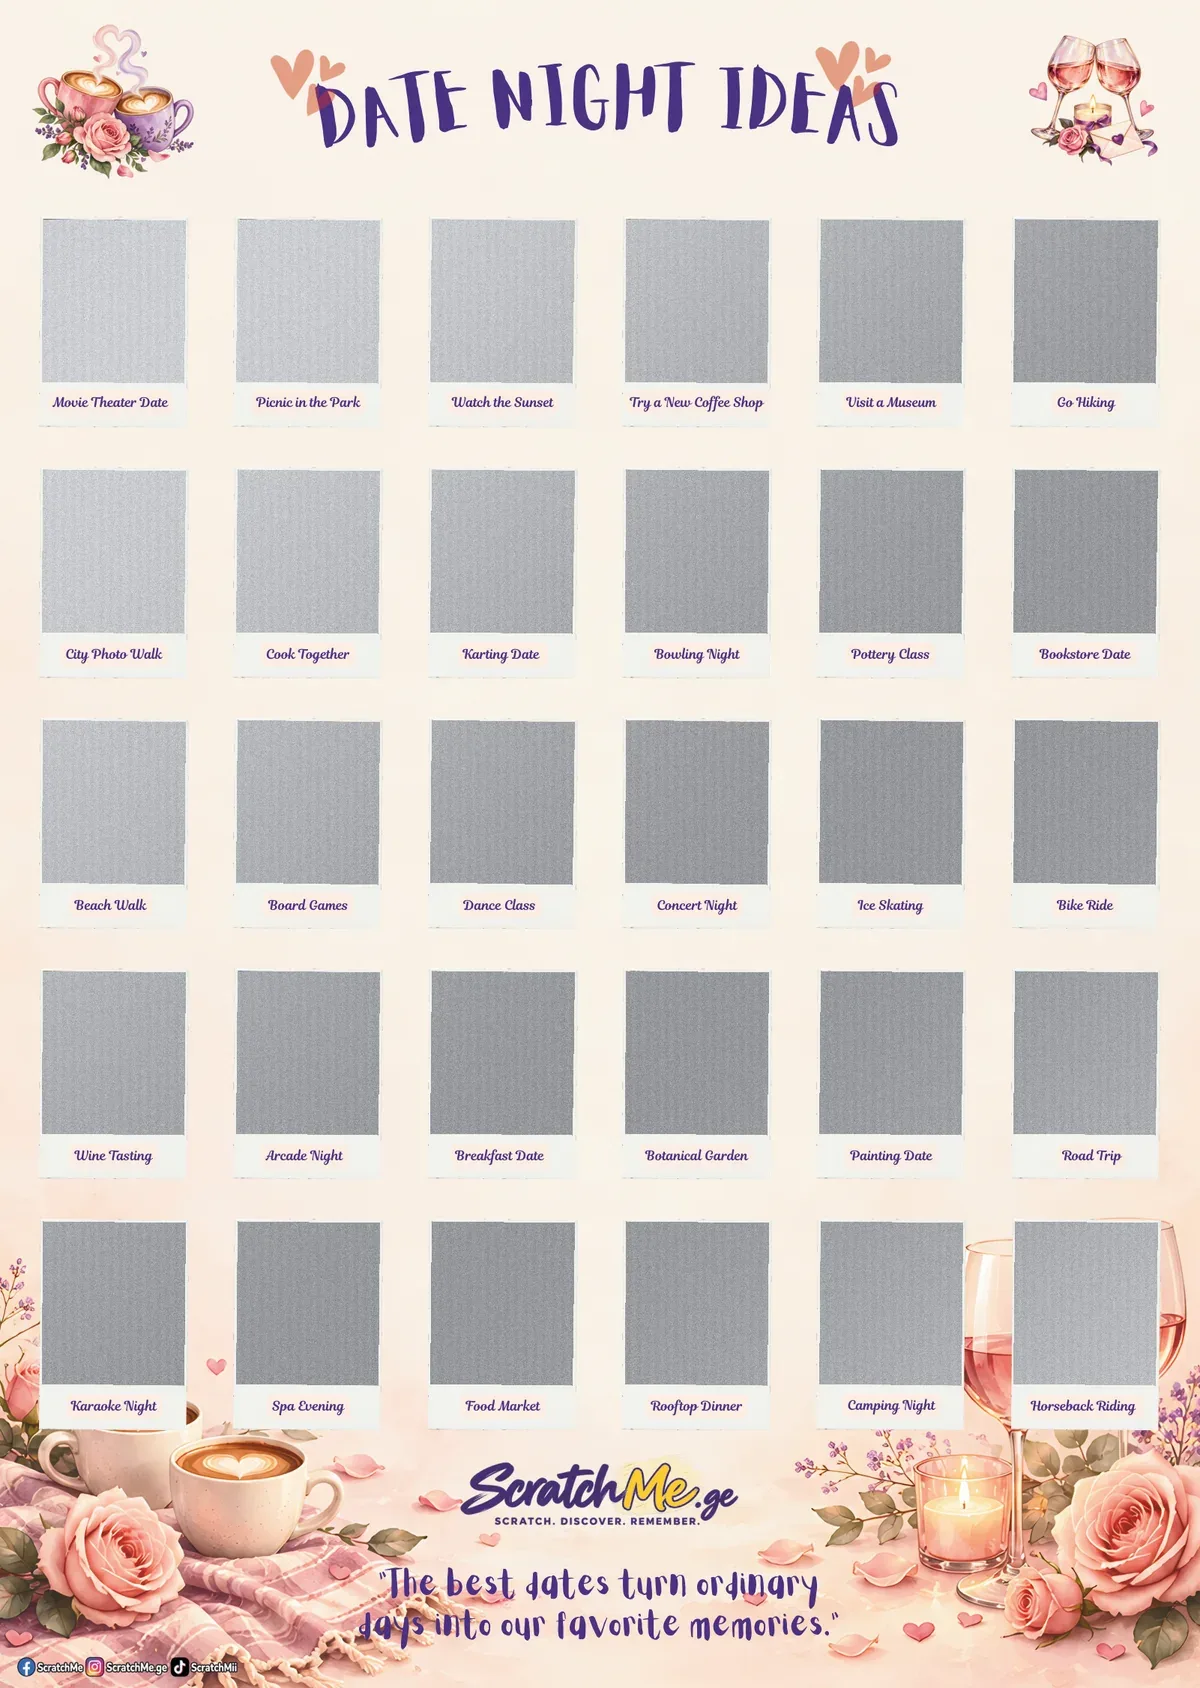 DATE NIGHT IDEAS
Movie Theater Date
Picnic in the Park
Watch the Sunset
Try a New Coffee Shop
Visit a Museum
Go Hiking
City Photo Walk
Cook Together
Karting Date
Bowling Night
Pottery Class
Bookstore Date
Beach Walk
Board Games
Dance Class
Concert Night
Ice Skating
Bike Ride
Wine Tasting
Arcade Night
Breakfast Date
Botanical Garden
Painting Date
Road Trip
Karaoke Night
Spa Evening
Food Market
Rooftop Dinner
Camping Night
Horseback Riding
ScratchMe.ge
SCRATCH. DISCOVER. REMEMBER.
"The best dates turn ordinary
days into our favorite memories."
ScratchMe ScratchMe.ge ScratchMii